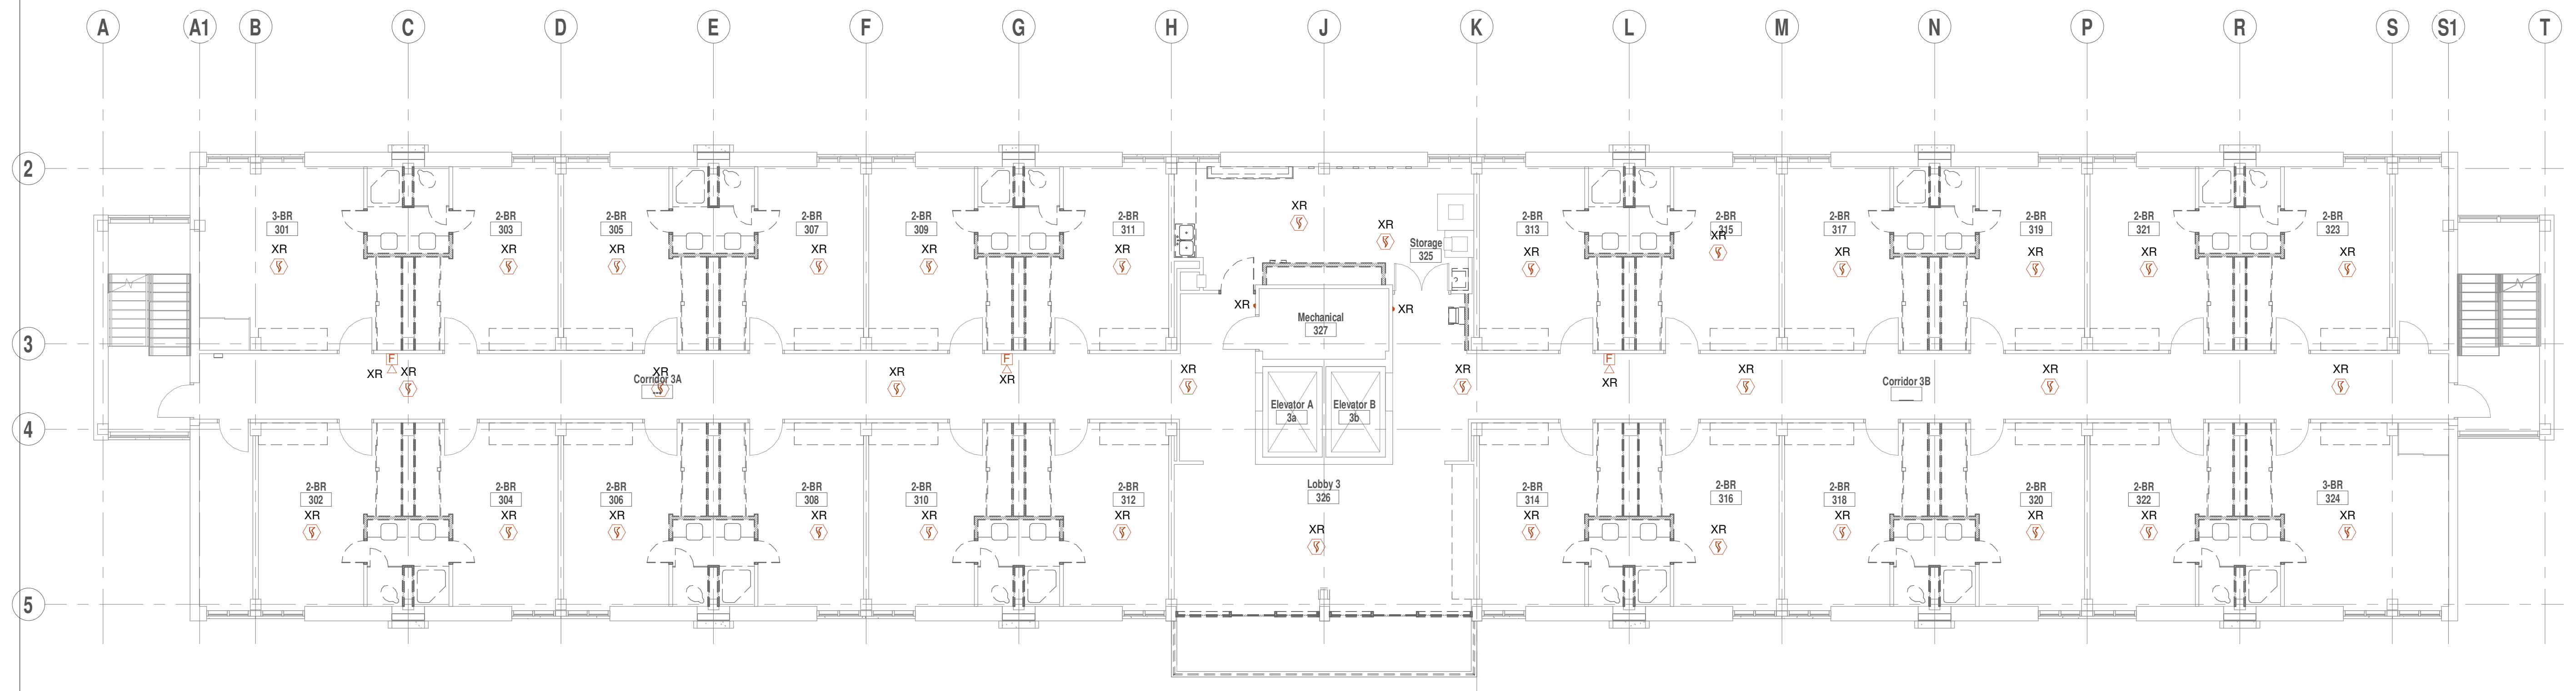 A A1 B C D E F G H J K L M N P R S S1 T
2
3-BR
301
XR
2-BR
303
XR
2-BR
305
XR
2-BR
307
XR
2-BR
309
XR
2-BR
311
XR
XR
XR
Storage
325
2-BR
313
XR
2-BR
315
XR
2-BR
317
XR
2-BR
319
XR
2-BR
321
XR
2-BR
323
XR
XR
XR
Mechanical
327
3
F
XR
F
XR
F
XR
XR
Corridor 3A
XR
XR
XR
XR
XR
Corridor 3B
XR
Elevator A
3a
Elevator B
3b
4
2-BR
302
XR
2-BR
304
XR
2-BR
306
XR
2-BR
308
XR
2-BR
310
XR
2-BR
312
XR
Lobby 3
326
XR
2-BR
314
XR
2-BR
316
XR
2-BR
318
XR
2-BR
320
XR
2-BR
322
XR
3-BR
324
XR
5